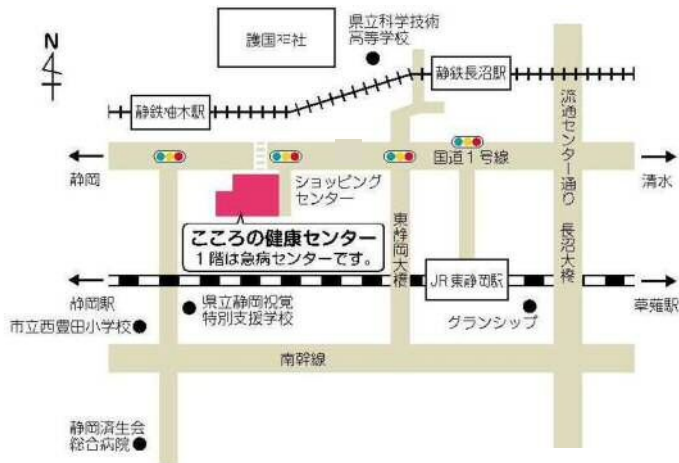 N
護国神社
県立科学技術
高等学校
静鉄長沼駅
静鉄柚木駅
流通センター通り
国道1号線
静岡
清水
ショッピング
センター
こころの健康センター
1階は急病センターです。
東静岡大橋
長沼大橋
静岡駅
JR東静岡駅
草薙駅
県立静岡視覚
特別支援学校
グランシップ
市立西豊田小学校
南幹線
静岡済生会
総合病院